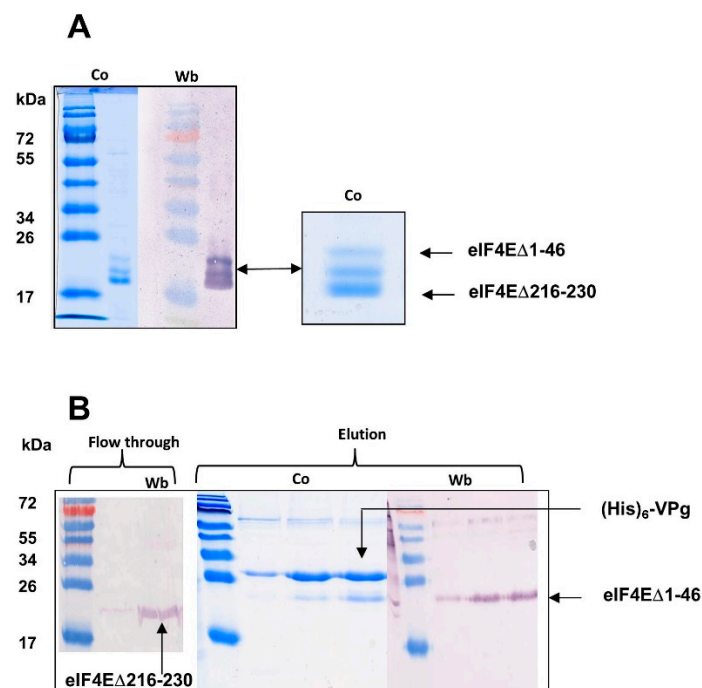 A
Co Wb
kDa
72
55
34
26
17
Co
eIF4EΔ1-46
eIF4EΔ216-230
B
kDa
Flow through
Elution
Wb
Co
Wb
72
55
34
26
17
(His)6-VPg
eIF4EΔ1-46
eIF4EΔ216-230